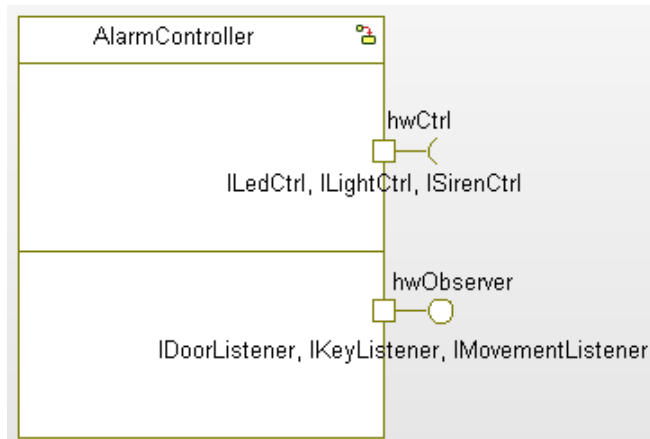 AlarmController
hwCtrl
ILedCtrl, ILightCtrl, ISirenCtrl
hwObserver
IDoorListener, IKeyListener, IMovementListener